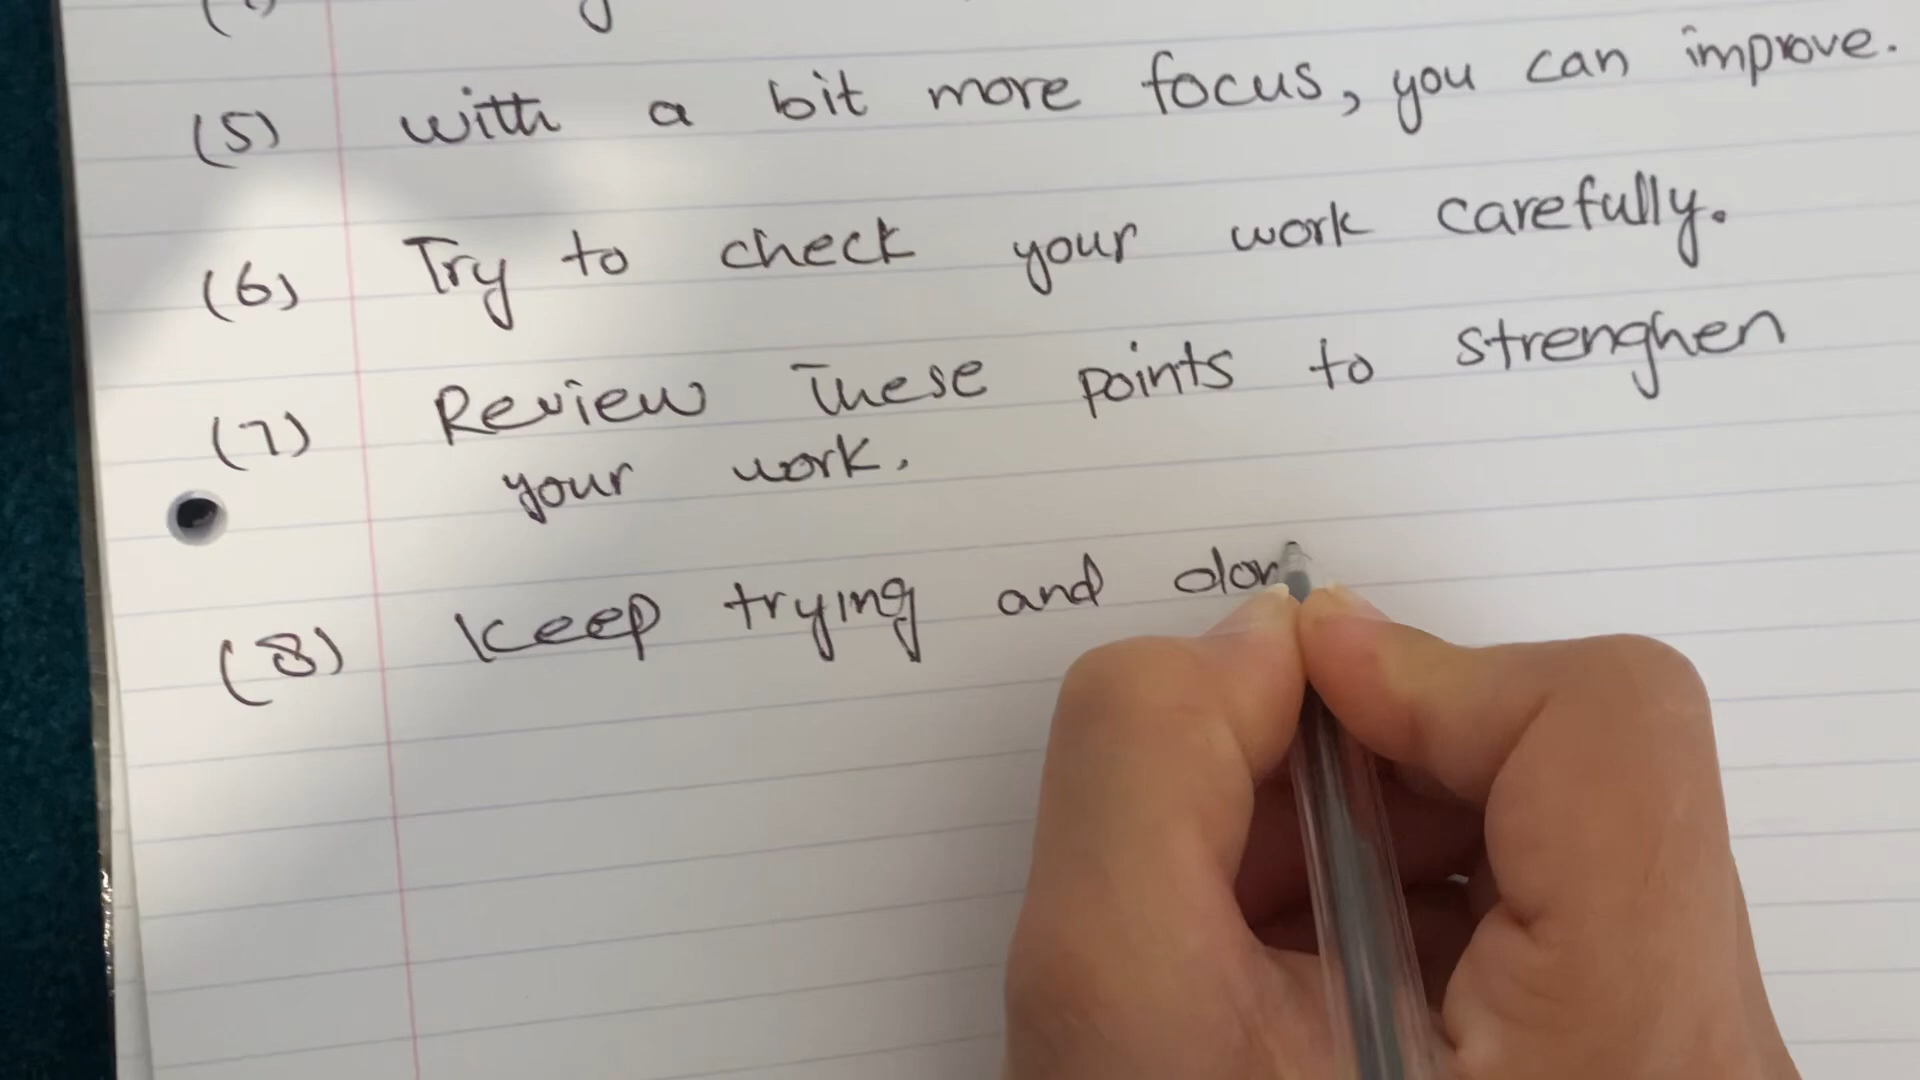 (5) with a bit more focus, you can improve.
(6) Try to check your work carefully.
(7) Review these points to strenghen
your work.
(8) keep trying and don